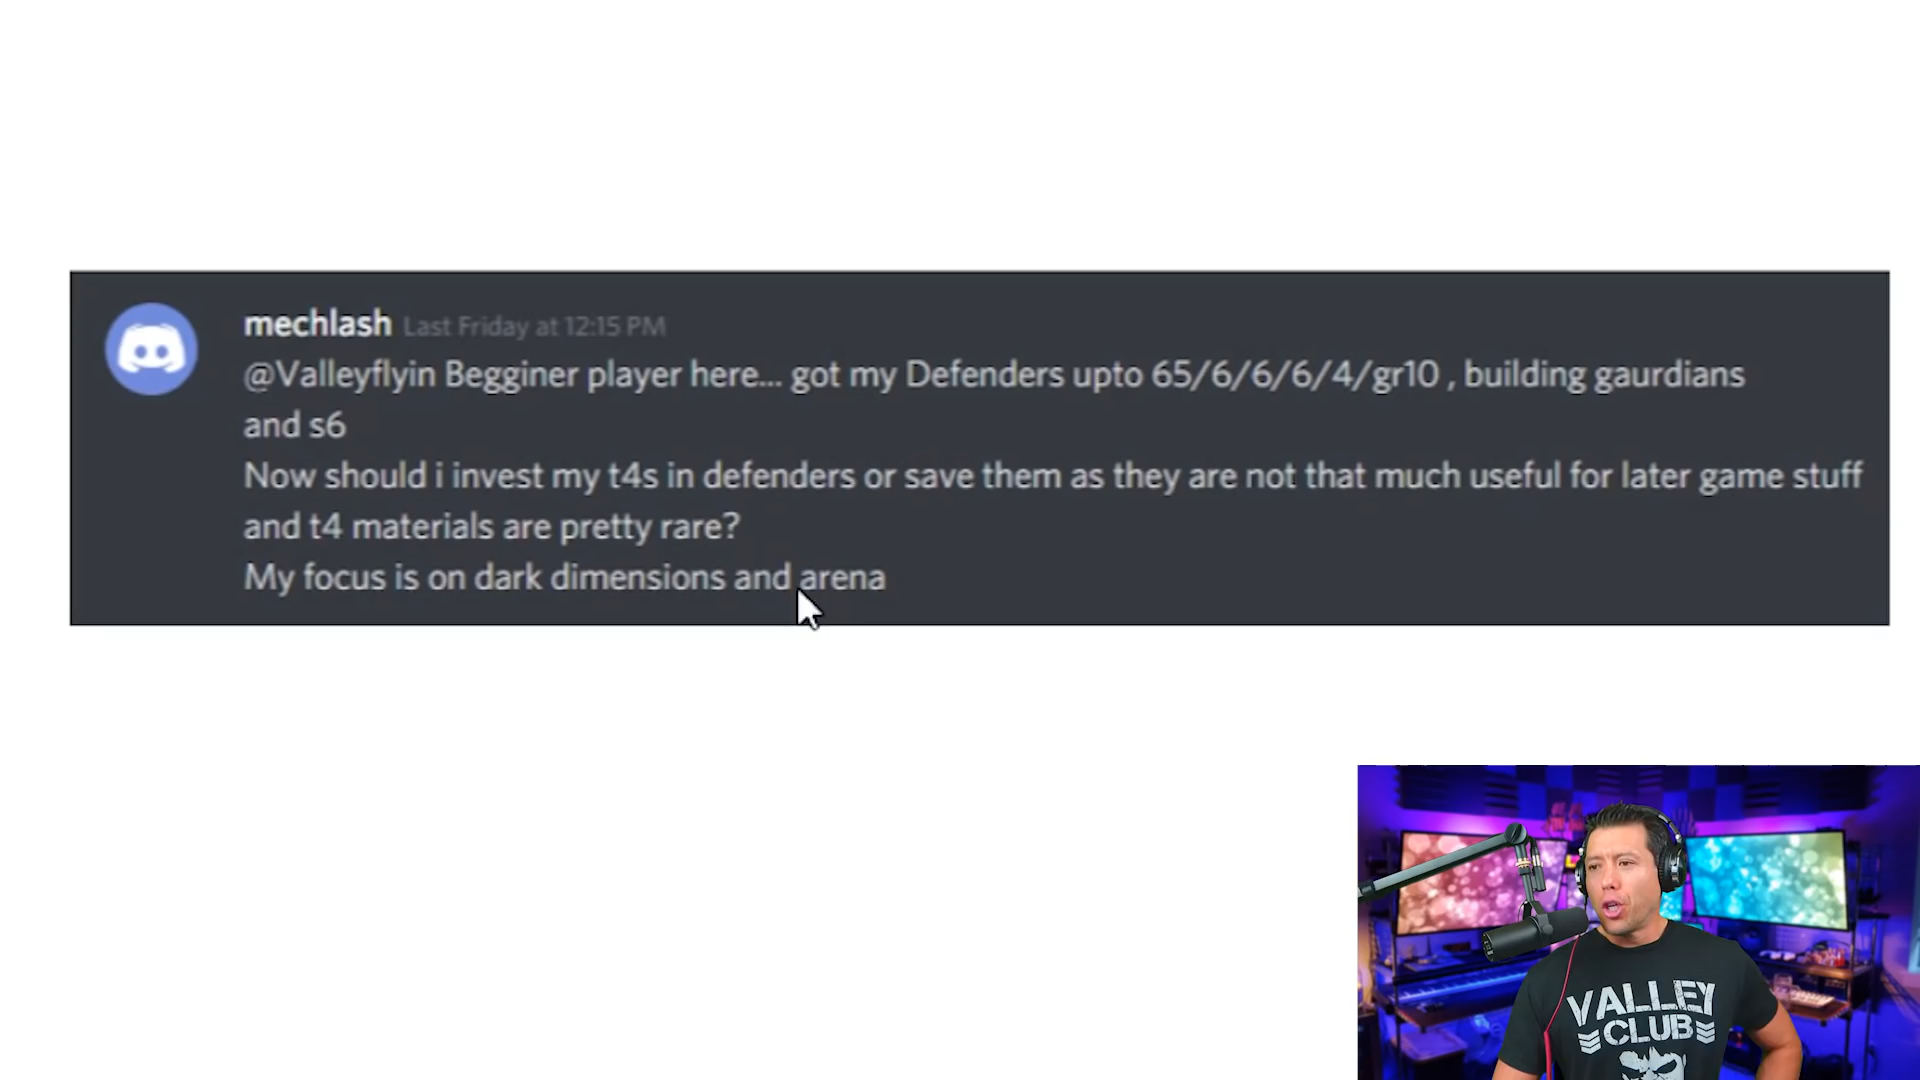 mechlash Last Friday at 12:15 PM
@Valleyflyin Begginer player here... got my Defenders upto 65/6/6/6/4/gr10 , building gaurdians
and s6
Now should i invest my t4s in defenders or save them as they are not that much useful for later game stuff
and t4 materials are pretty rare?
My focus is on dark dimensions and arena
VALLEY
CLUB